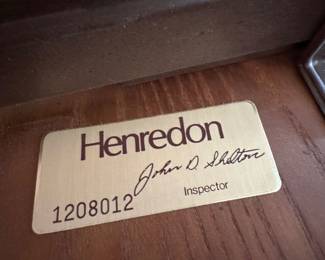 Henredon
John D. Shelton
Inspector
1208012